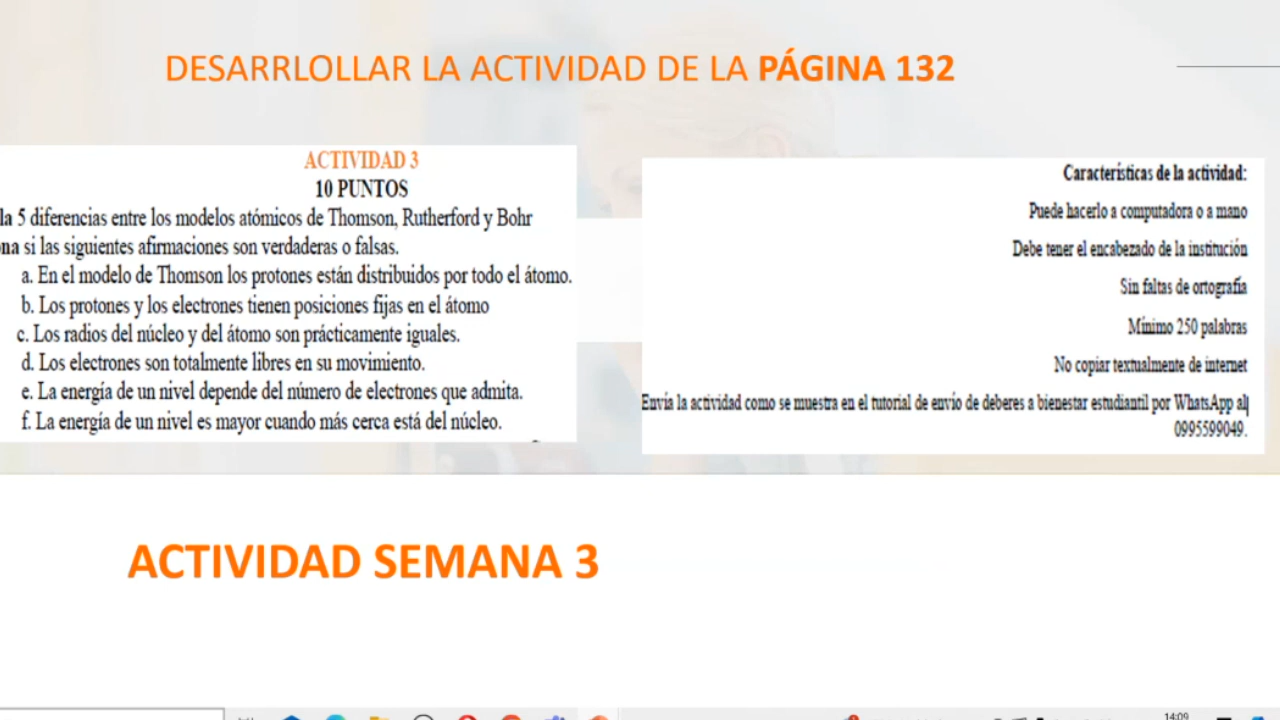 DESARRLOLLAR LA ACTIVIDAD DE LA PÁGINA 132
ACTIVIDAD 3
10 PUNTOS
la 5 diferencias entre los modelos atómicos de Thomson, Rutherford y Bohr
na si las siguientes afirmaciones son verdaderas o falsas.
a. En el modelo de Thomson los protones están distribuidos por todo el átomo.
b. Los protones y los electrones tienen posiciones fijas en el átomo
c. Los radios del núcleo y del átomo son prácticamente iguales.
d. Los electrones son totalmente libres en su movimiento.
e. La energía de un nivel depende del número de electrones que admita.
f. La energía de un nivel es mayor cuando más cerca está del núcleo.
Características de la actividad:
Puede hacerlo a computadora o a mano
Debe tener el encabezado de la institución
Sin faltas de ortografía
Mínimo 250 palabras
No copiar textualmente de internet
Envía la actividad como se muestra en el tutorial de envío de deberes a bienestar estudiantil por WhatsApp al
0995599049.
ACTIVIDAD SEMANA 3
14:09